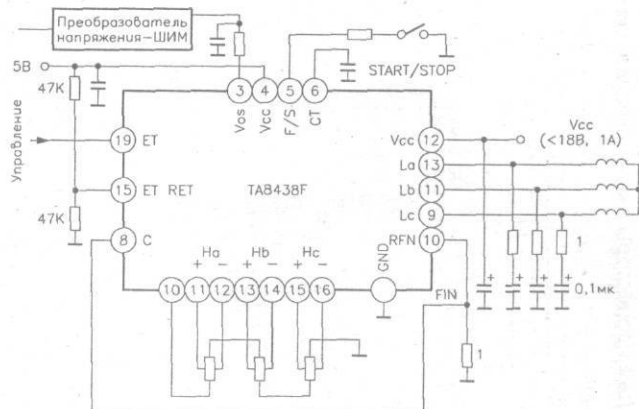 Преобразователь
напряжения—ШИМ
5В
47К
START/STOP
3
4
5
6
Vos
Vcc
F/S
CT
Управление
19
ET
Vcc
12
Vcc
(<18В, 1А)
La
13
15
ET RET
TA8438F
Lb
11
47К
Lc
9
8
C
RFN
10
1
Ha
Hb
Hc
+ − + − + −
GND
10
11
12
13
14
15
16
FIN
+
+
+
+
0,1мк
1